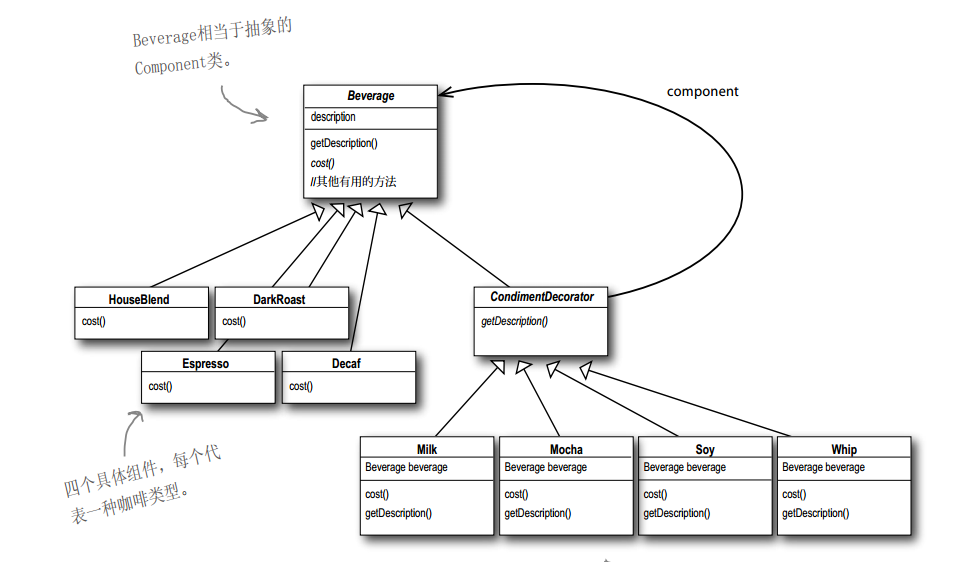 Beverage相当于抽象的
Component类。
component
Beverage
description
getDescription()
cost()
//其他有用的方法
HouseBlend
cost()
DarkRoast
cost()
CondimentDecorator
getDescription()
Espresso
cost()
Decaf
cost()
四个具体组件，每个代
表一种咖啡类型。
Milk
Beverage beverage
cost()
getDescription()
Mocha
Beverage beverage
cost()
getDescription()
Soy
Beverage beverage
cost()
getDescription()
Whip
Beverage beverage
cost()
getDescription()